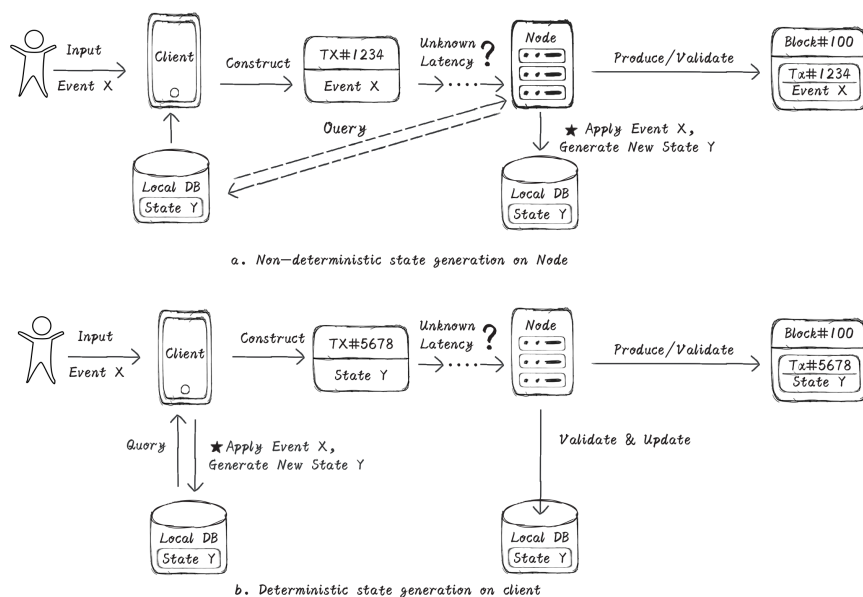 Input
Event X
Client
Construct
TX#1234
Event X
Unknown
Latency ?
Node
Produce/Validate
Block#100
Tx#1234
Event X
Query
★ Apply Event X,
Generate New State Y
Local DB
State Y
Local DB
State Y
a. Non-deterministic state generation on Node
Input
Event X
Client
Construct
TX#5678
State Y
Unknown
Latency ?
Node
Produce/Validate
Block#100
Tx#5678
State Y
Query
★ Apply Event X,
Generate New State Y
Validate & Update
Local DB
State Y
Local DB
State Y
b. Deterministic state generation on client